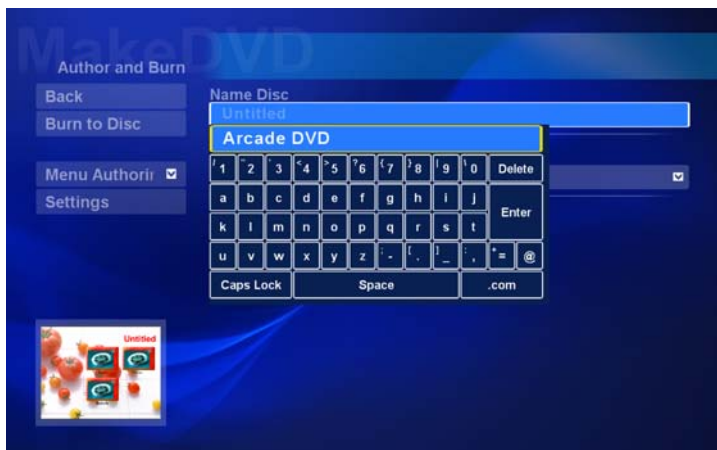 MakeDVD
Author and Burn
Back
Burn to Disc
Menu Authorin
Settings
Name Disc
Untitled
Arcade DVD
1 2 3 <4 >5 ?6 {7 }8 |9 \0 Delete
a b c d e f g h i j
Enter
k l m n o p q r s t
u v w x y z ;- [. ]_ :, *= @
Caps Lock Space .com
Untitled